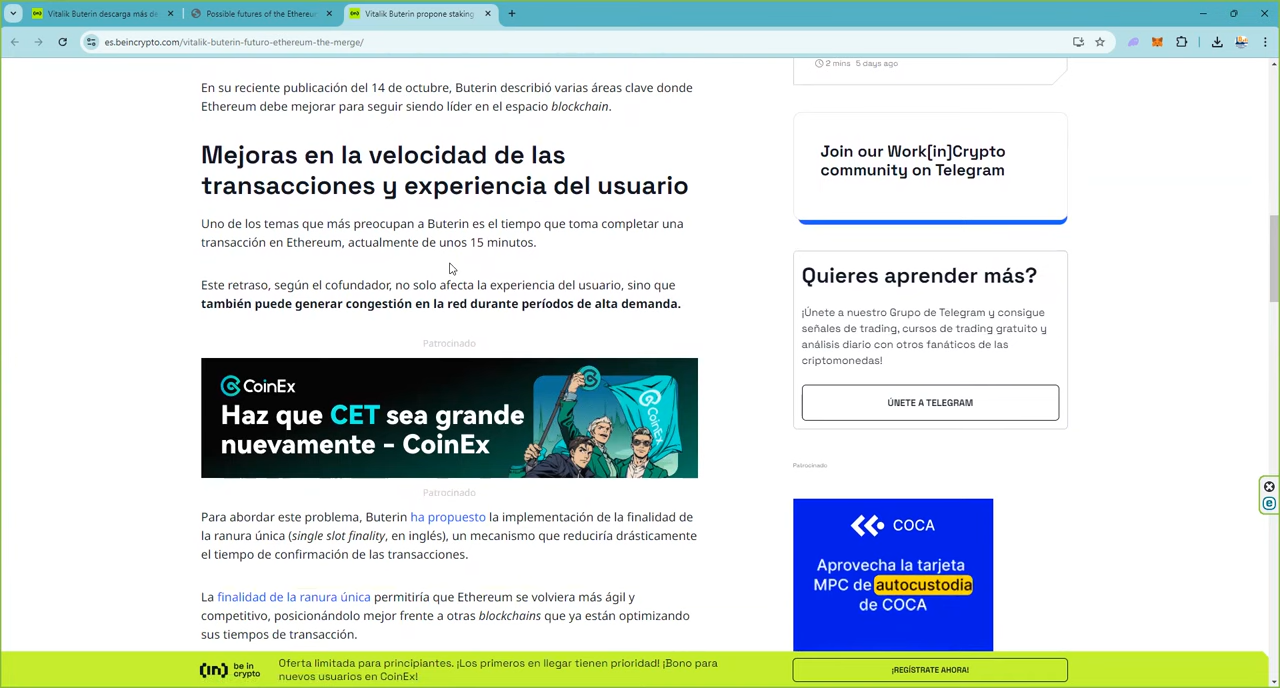 Vitalik Buterin descarga más de
Possible futures of the Ethereu
Vitalik Buterin propone staking
es.beincrypto.com/vitalik-buterin-futuro-ethereum-the-merge/
En su reciente publicación del 14 de octubre, Buterin describió varias áreas clave donde
Ethereum debe mejorar para seguir siendo líder en el espacio blockchain.
Mejoras en la velocidad de las
transacciones y experiencia del usuario
Uno de los temas que más preocupan a Buterin es el tiempo que toma completar una
transacción en Ethereum, actualmente de unos 15 minutos.
Este retraso, según el cofundador, no solo afecta la experiencia del usuario, sino que
también puede generar congestión en la red durante períodos de alta demanda.
Patrocinado
CoinEx
Haz que CET sea grande
nuevamente - CoinEx
CoinEx
Patrocinado
Para abordar este problema, Buterin ha propuesto la implementación de la finalidad de
la ranura única (single slot finality, en inglés), un mecanismo que reduciría drásticamente
el tiempo de confirmación de las transacciones.
La finalidad de la ranura única permitiría que Ethereum se volviera más ágil y
competitivo, posicionándolo mejor frente a otras blockchains que ya están optimizando
sus tiempos de transacción.
2 mins 5 days ago
Join our Work[in]Crypto
community on Telegram
Quieres aprender más?
¡Únete a nuestro Grupo de Telegram y consigue
señales de trading, cursos de trading gratuito y
análisis diario con otros fanáticos de las
criptomonedas!
ÚNETE A TELEGRAM
Patrocinado
COCA
Aprovecha la tarjeta
MPC de autocustodia
de COCA
(in) be in
crypto
Oferta limitada para principiantes. ¡Los primeros en llegar tienen prioridad! ¡Bono para
nuevos usuarios en CoinEx!
¡REGÍSTRATE AHORA!